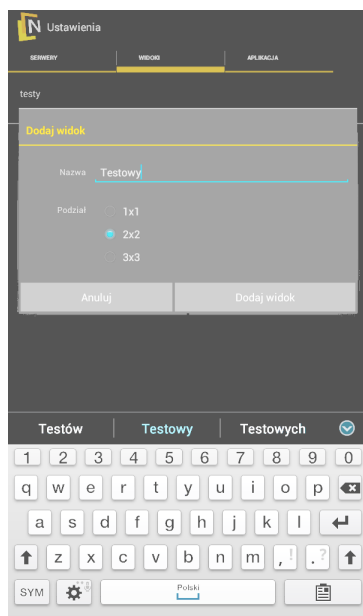 N Ustawienia
SERWERY WIDOKI APLIKACJA
testy
Dodaj widok
Nazwa Testowy
Podział 1x1
2x2
3x3
Anuluj Dodaj widok
Testów Testowy Testowych
1 2 3 4 5 6 7 8 9 0
q w e r t y u i o p
a s d f g h j k l
z x c v b n m , ! . ?
SYM Polski